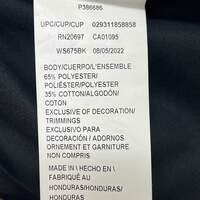 P386686
UPC/CUP/CUP 029311858858
RN20697 CA01095
WS675BK 08/05/2022
BODY/CUERPO/L'ENSEMBLE
65% POLYESTER/
POLIÉSTER/POLYESTER
35% COTTON/ALGODÓN/
COTON
EXCLUSIVE OF DECORATION/
TRIMMINGS
EXCLUYENDO LA
DECORACIÓN / ADORNOS
ORNEMENT ET GARNITURE
NON COMPRIS
MADE IN \ HECHO EN \
FABRIQUÉ AU
HONDURAS/HONDURAS/
HONDURAS